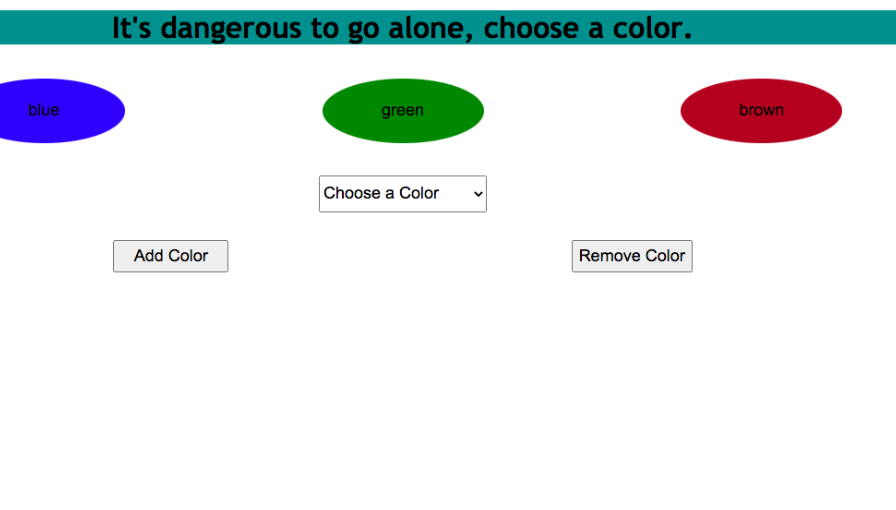 It's dangerous to go alone, choose a color.
blue green brown
Choose a Color
Add Color Remove Color